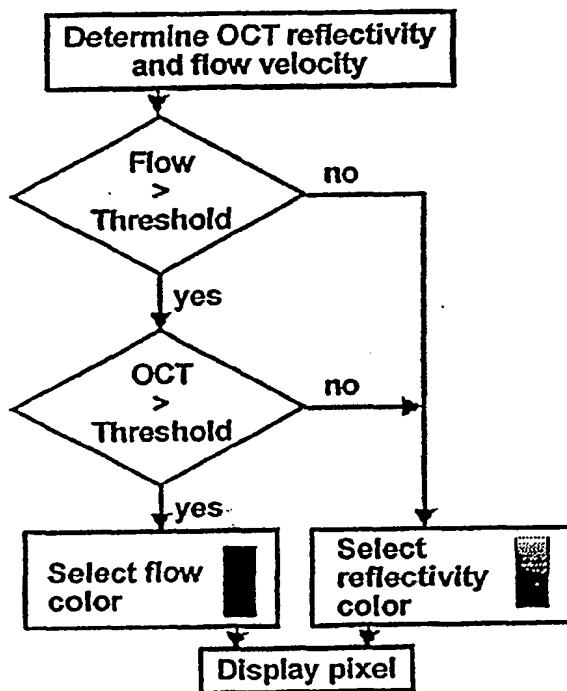 Determine OCT reflectivity
and flow velocity
Flow
>
Threshold
no
yes
OCT
>
Threshold
no
yes
Select flow
color
Select
reflectivity
color
Display pixel